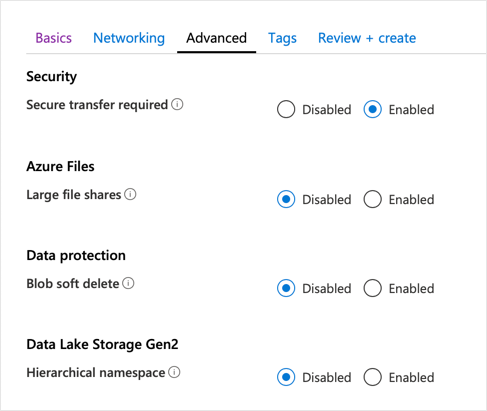 Basics Networking Advanced Tags Review + create
Security
Secure transfer required Disabled Enabled
Azure Files
Large file shares Disabled Enabled
Data protection
Blob soft delete Disabled Enabled
Data Lake Storage Gen2
Hierarchical namespace Disabled Enabled